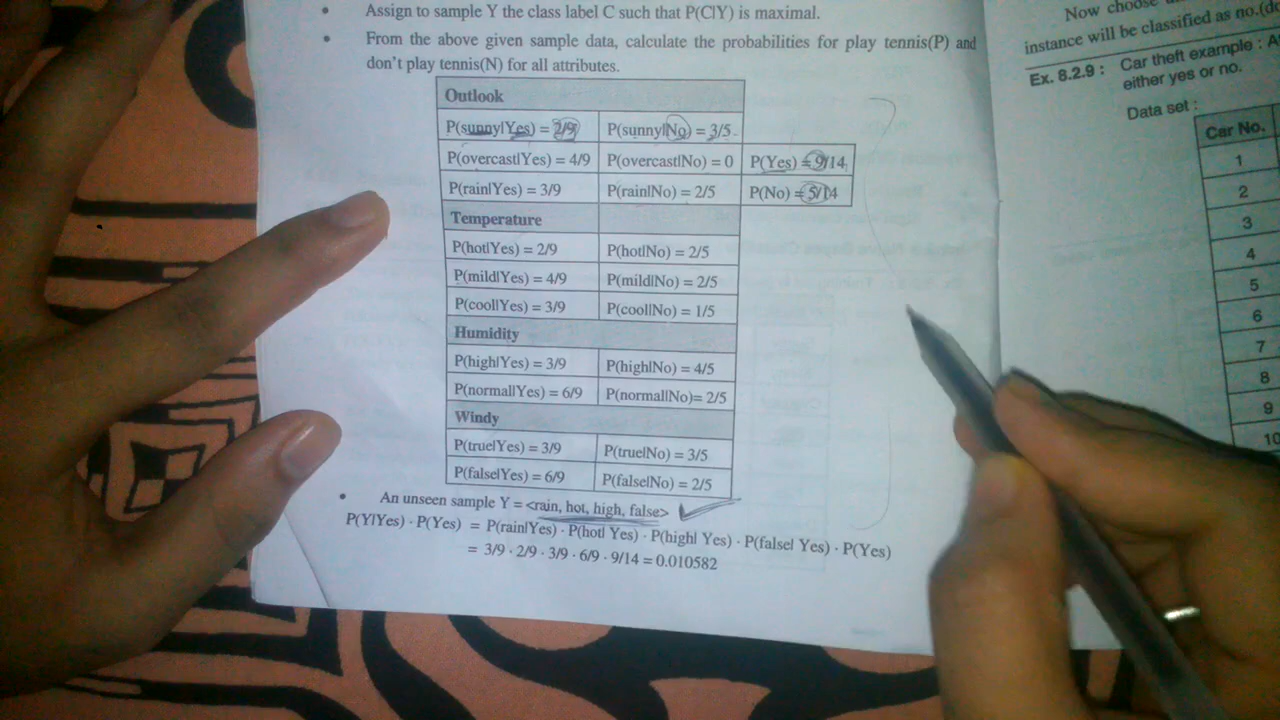 • Assign to sample Y the class label C such that P(C|Y) is maximal.
• From the above given sample data, calculate the probabilities for play tennis(P) and
don't play tennis(N) for all attributes.
Outlook
P(sunny|Yes) = 2/9 P(sunny|No) = 3/5
P(overcast|Yes) = 4/9 P(overcast|No) = 0 P(Yes) = 9/14
P(rain|Yes) = 3/9 P(rain|No) = 2/5 P(No) = 5/14
Temperature
P(hot|Yes) = 2/9 P(hot|No) = 2/5
P(mild|Yes) = 4/9 P(mild|No) = 2/5
P(cool|Yes) = 3/9 P(cool|No) = 1/5
Humidity
P(high|Yes) = 3/9 P(high|No) = 4/5
P(normal|Yes) = 6/9 P(normal|No)= 2/5
Windy
P(true|Yes) = 3/9 P(true|No) = 3/5
P(false|Yes) = 6/9 P(false|No) = 2/5
• An unseen sample Y = <rain, hot, high, false>
P(Y|Yes) · P(Yes) = P(rain|Yes) · P(hot| Yes) · P(high| Yes) · P(false| Yes) · P(Yes)
= 3/9 · 2/9 · 3/9 · 6/9 · 9/14 = 0.010582
Now choose
instance will be classified as no.
Ex. 8.2.9 : Car theft example :
either yes or no.
Data set :
Car No.
1
2
3
4
5
6
7
8
9
10